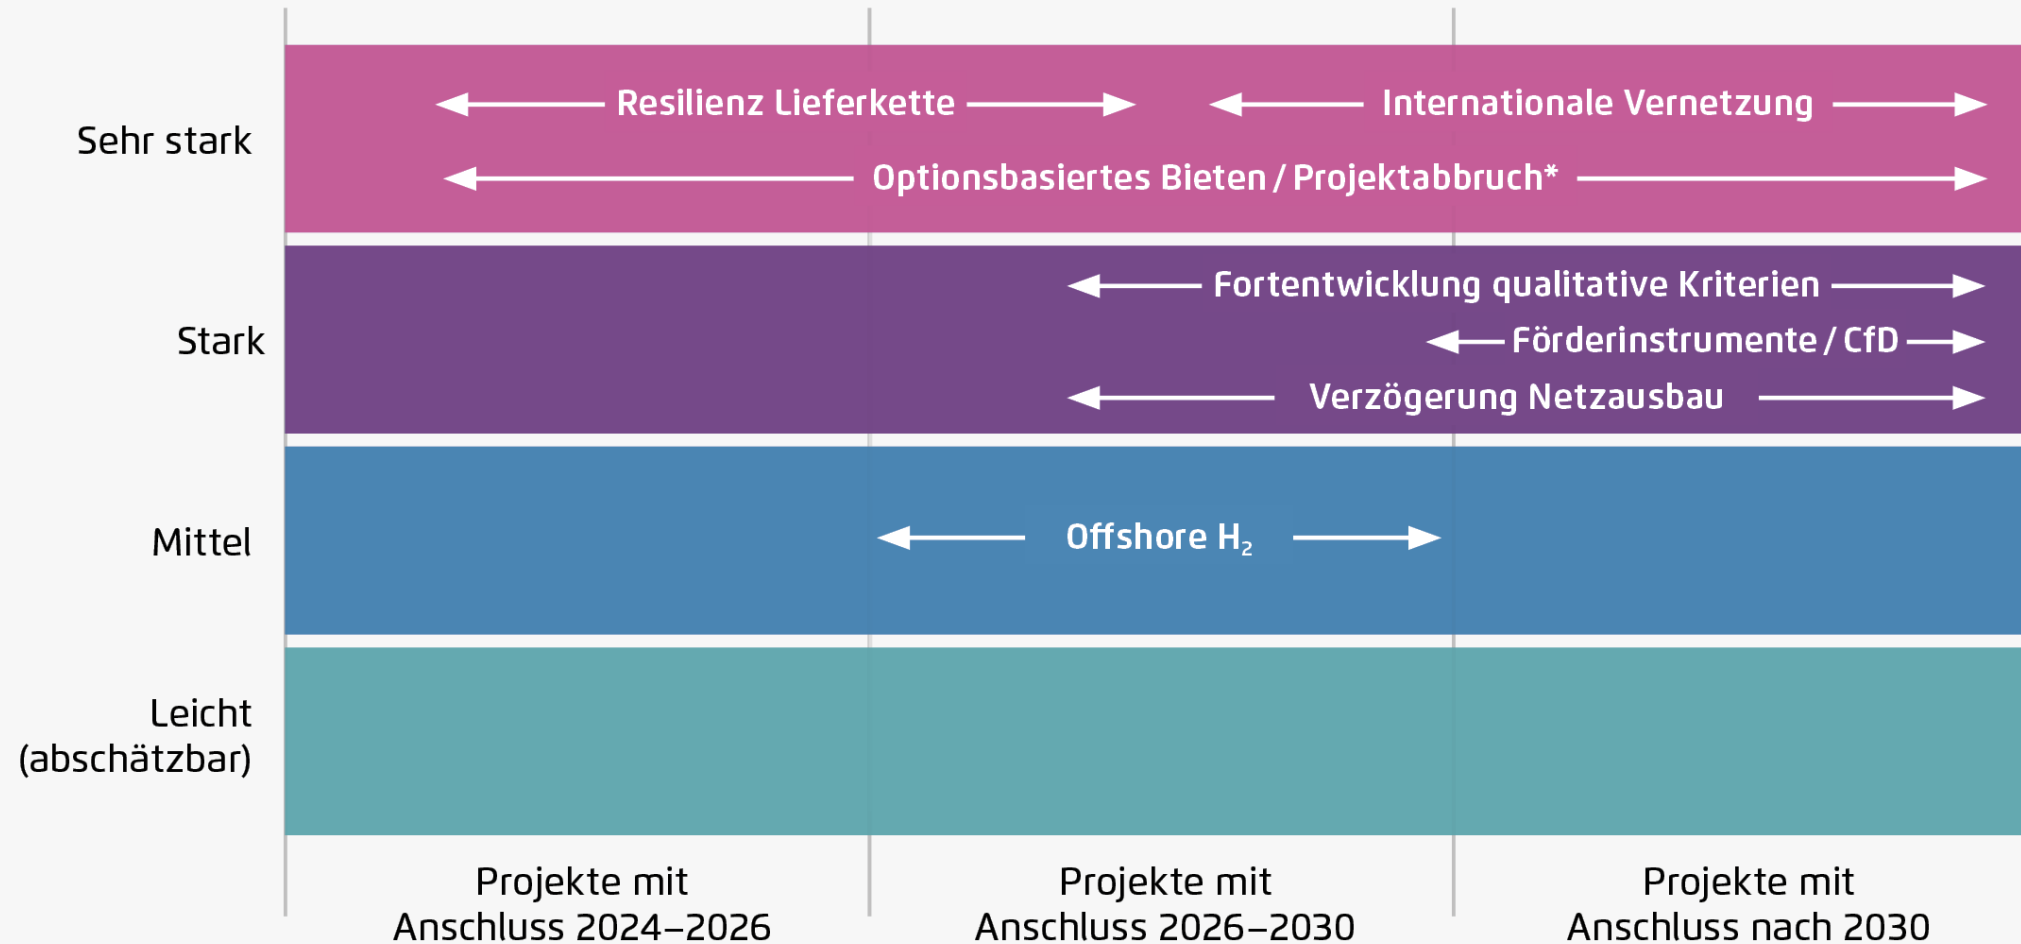 Sehr stark
Resilienz Lieferkette
Internationale Vernetzung
Optionsbasiertes Bieten / Projektabbruch*
Stark
Fortentwicklung qualitative Kriterien
Förderinstrumente / CfD
Verzögerung Netzausbau
Mittel
Offshore H₂
Leicht
(abschätzbar)
Projekte mit
Anschluss 2024–2026
Projekte mit
Anschluss 2026–2030
Projekte mit
Anschluss nach 2030